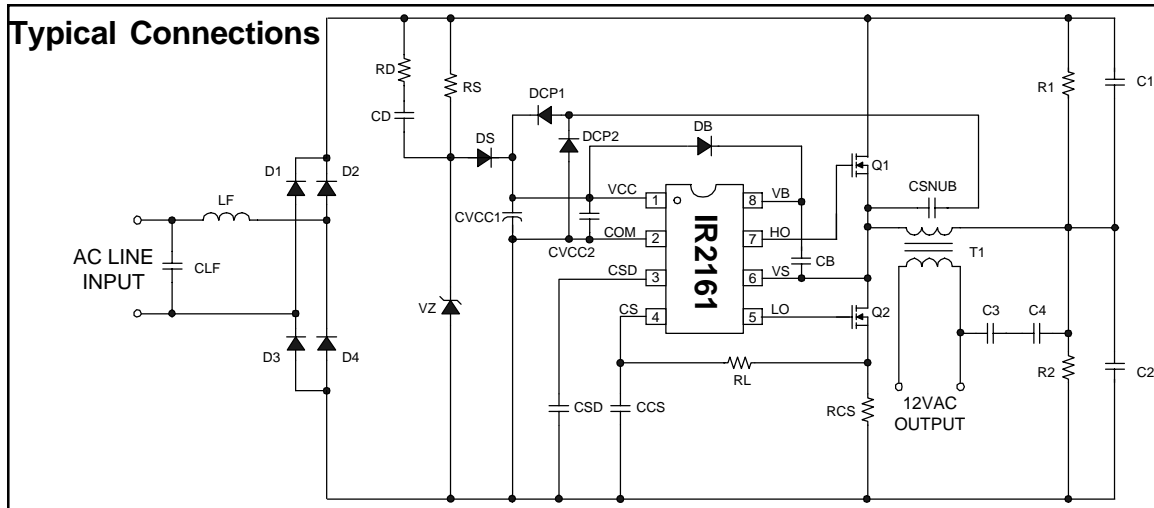 Typical Connections
RD
RS
CD
DS
DCP1
DCP2
DB
R1
C1
D1
D2
LF
CLF
AC LINE
INPUT
D3
D4
VZ
CVCC1
CVCC2
VCC
COM
CSD
CS
1
2
3
4
IR2161
8
7
6
5
VB
HO
VS
LO
CB
Q1
CSNUB
T1
Q2
C3
C4
R2
C2
RL
CSD
CCS
RCS
12VAC
OUTPUT